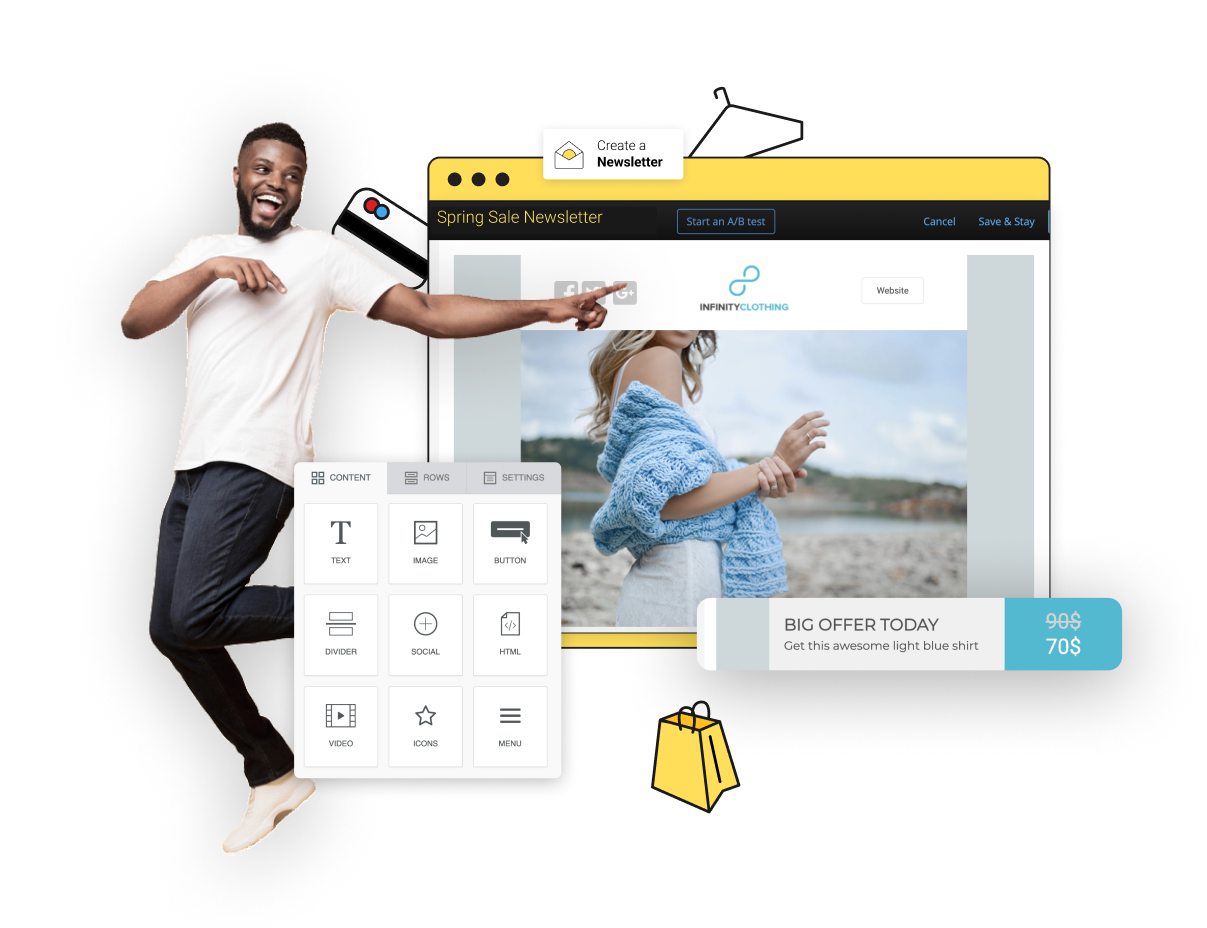 Create a
Newsletter
Spring Sale Newsletter
Start an A/B test
Cancel
Save & Stay
G+
INFINITYCLOTHING
Website
CONTENT
ROWS
SETTINGS
T
TEXT
IMAGE
BUTTON
DIVIDER
SOCIAL
</>
HTML
VIDEO
ICONS
MENU
BIG OFFER TODAY
Get this awesome light blue shirt
90$
70$